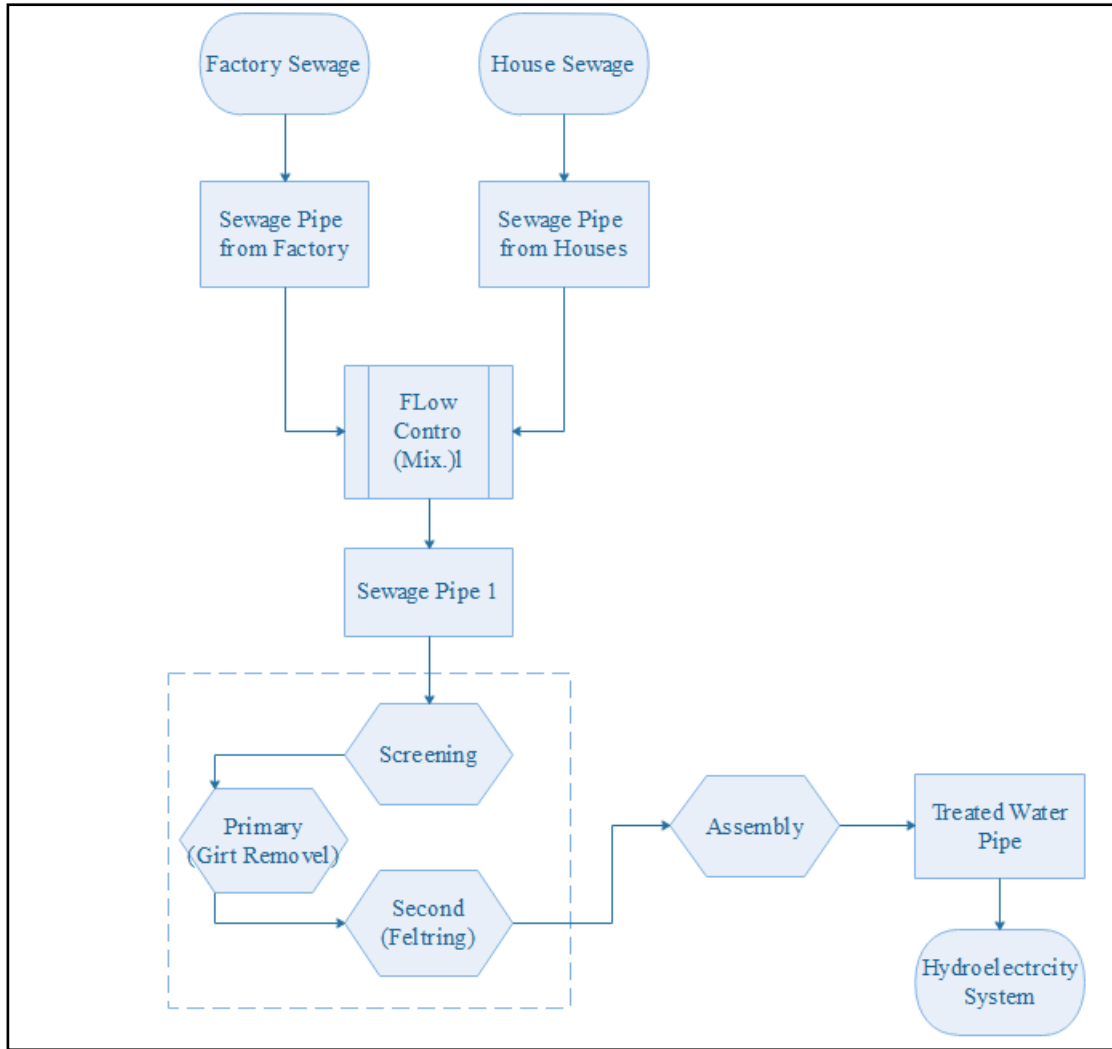 Factory Sewage
House Sewage
Sewage Pipe
from Factory
Sewage Pipe
from Houses
FLow
Contro
(Mix.)l
Sewage Pipe 1
Screening
Primary
(Girt Removel)
Second
(Feltring)
Assembly
Treated Water
Pipe
Hydroelectrcity
System